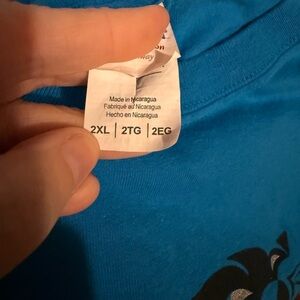 Made in Nicaragua
Fabriqué au Nicaragua
Hecho en Nicaragua
2XL | 2TG | 2EG